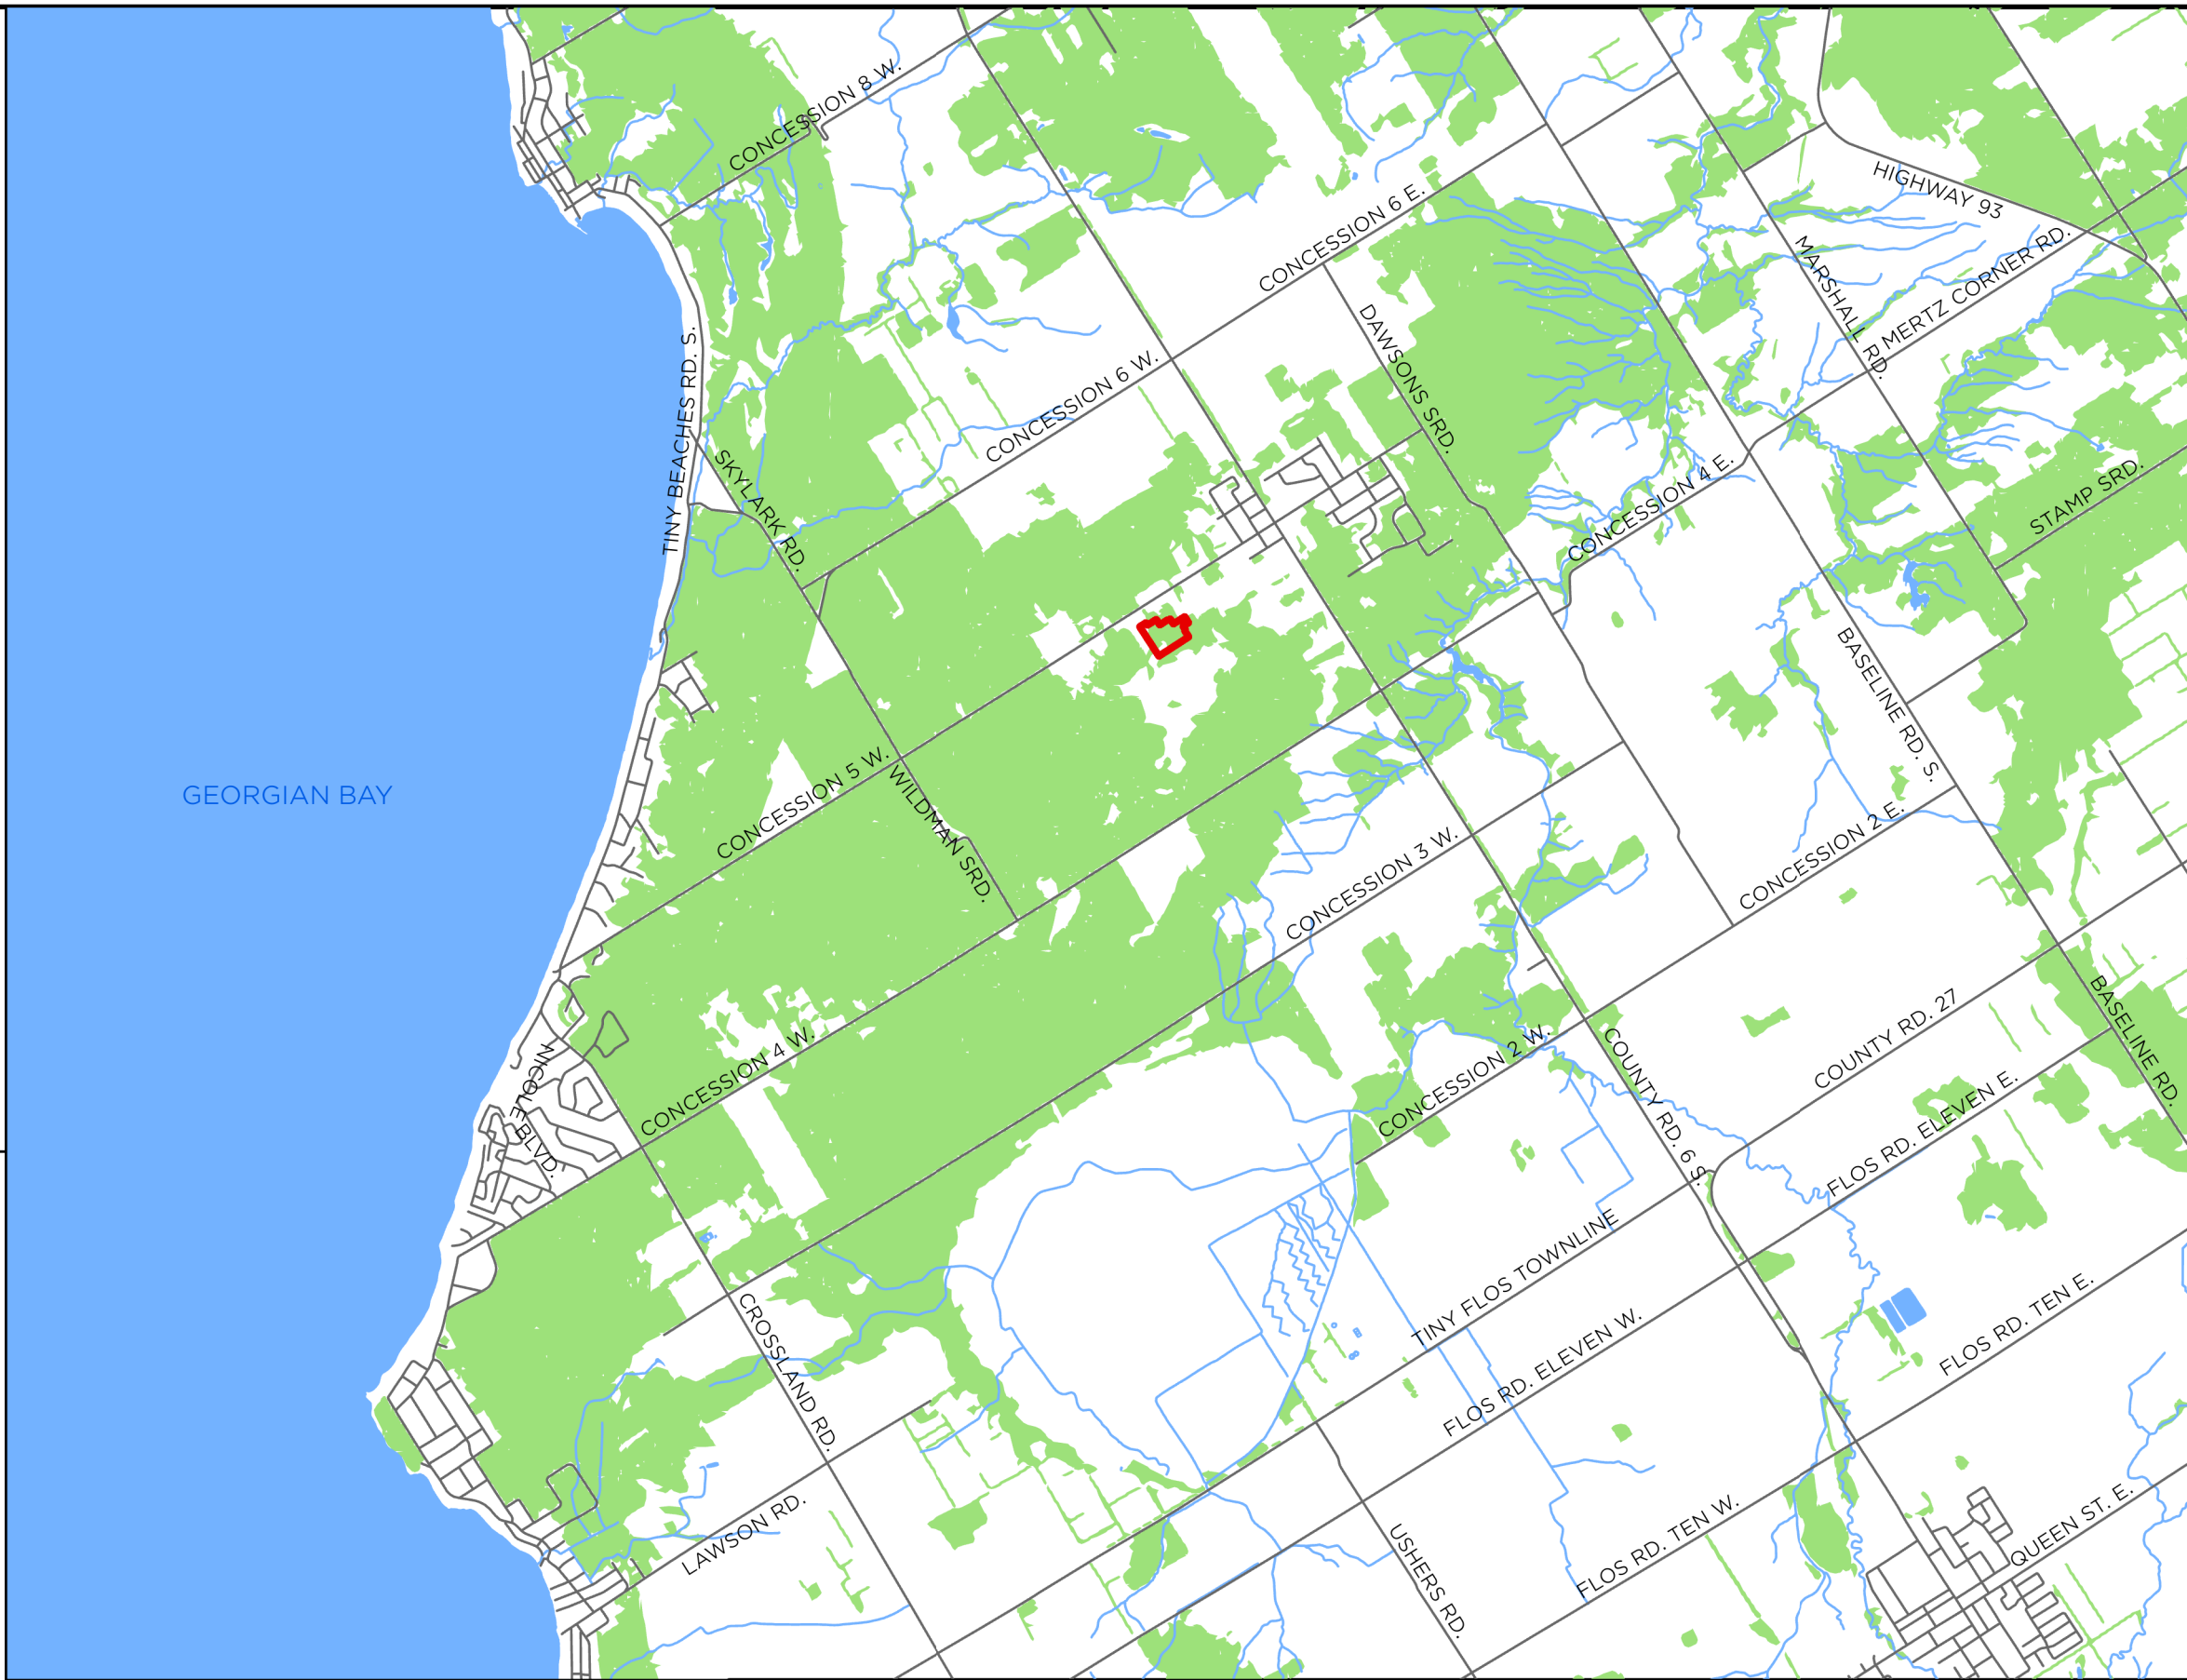 CONCESSION 8 W.
HIGHWAY 93
CONCESSION 6 E.
MARSHALL RD.
MERTZ CORNER RD.
DAWSONS SRD.
TINY BEACHES RD. S.
CONCESSION 6 W.
SKYLARK RD.
CONCESSION 4 E.
STAMP SRD.
BASELINE RD. S.
GEORGIAN BAY
CONCESSION 5 W.
WILDMAN SRD.
CONCESSION 3 W.
CONCESSION 2 E.
NICOLE BLVD.
CONCESSION 4 W.
CONCESSION 2 W.
COUNTY RD. 6 S.
COUNTY RD. 27
BASELINE RD.
FLOS RD. ELEVEN E.
TINY FLOS TOWNLINE
CROSSLAND RD.
FLOS RD. ELEVEN W.
FLOS RD. TEN E.
LAWSON RD.
USHERS RD.
FLOS RD. TEN W.
QUEEN ST. E.